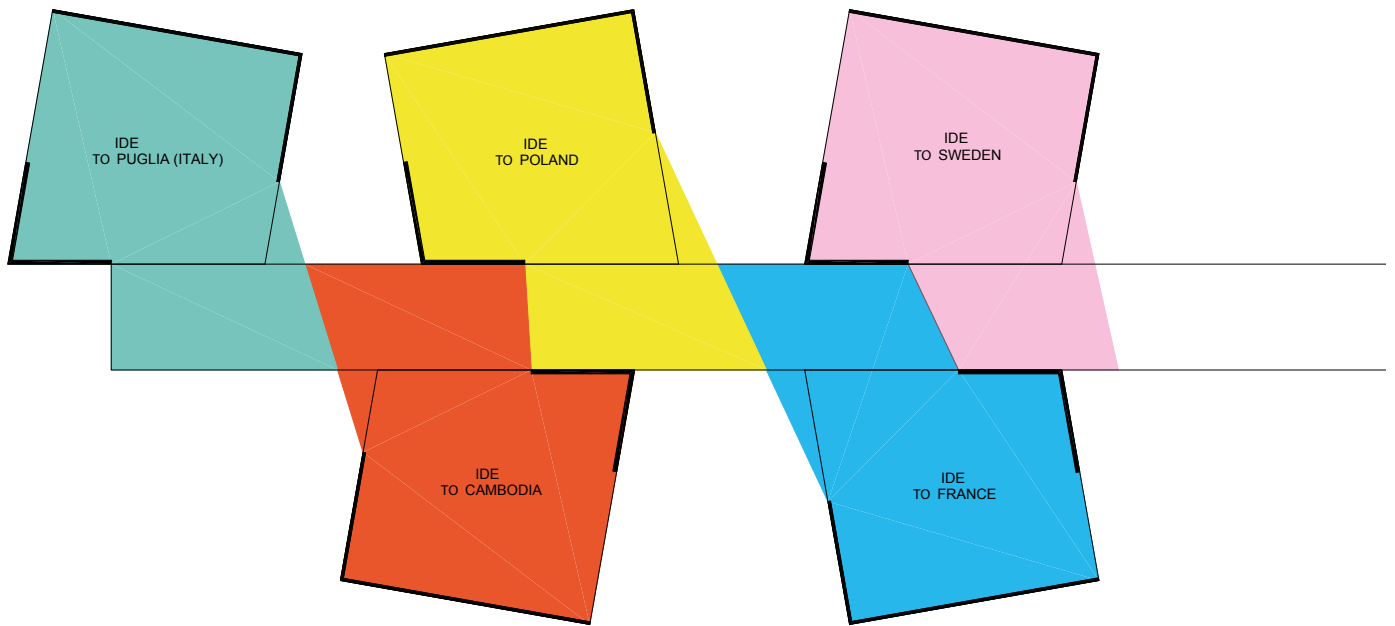 IDE
TO PUGLIA (ITALY)
IDE
TO POLAND
IDE
TO SWEDEN
IDE
TO CAMBODIA
IDE
TO FRANCE